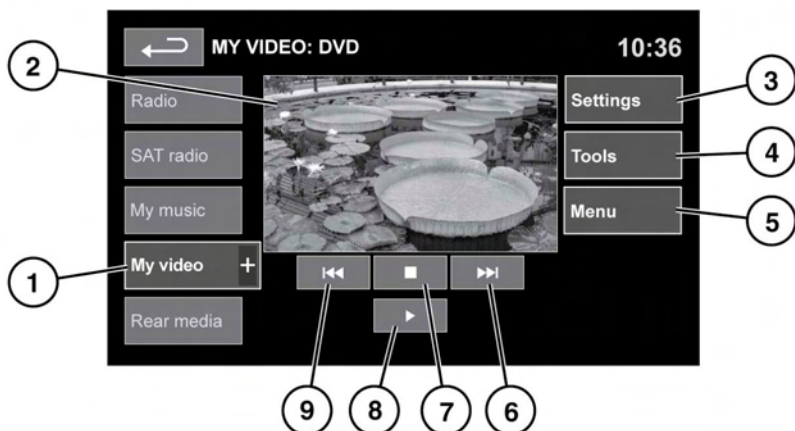 MY VIDEO: DVD
10:36
2
Radio
Settings
3
SAT radio
Tools
4
My music
Menu
5
My video +
1
Rear media
9
8
7
6